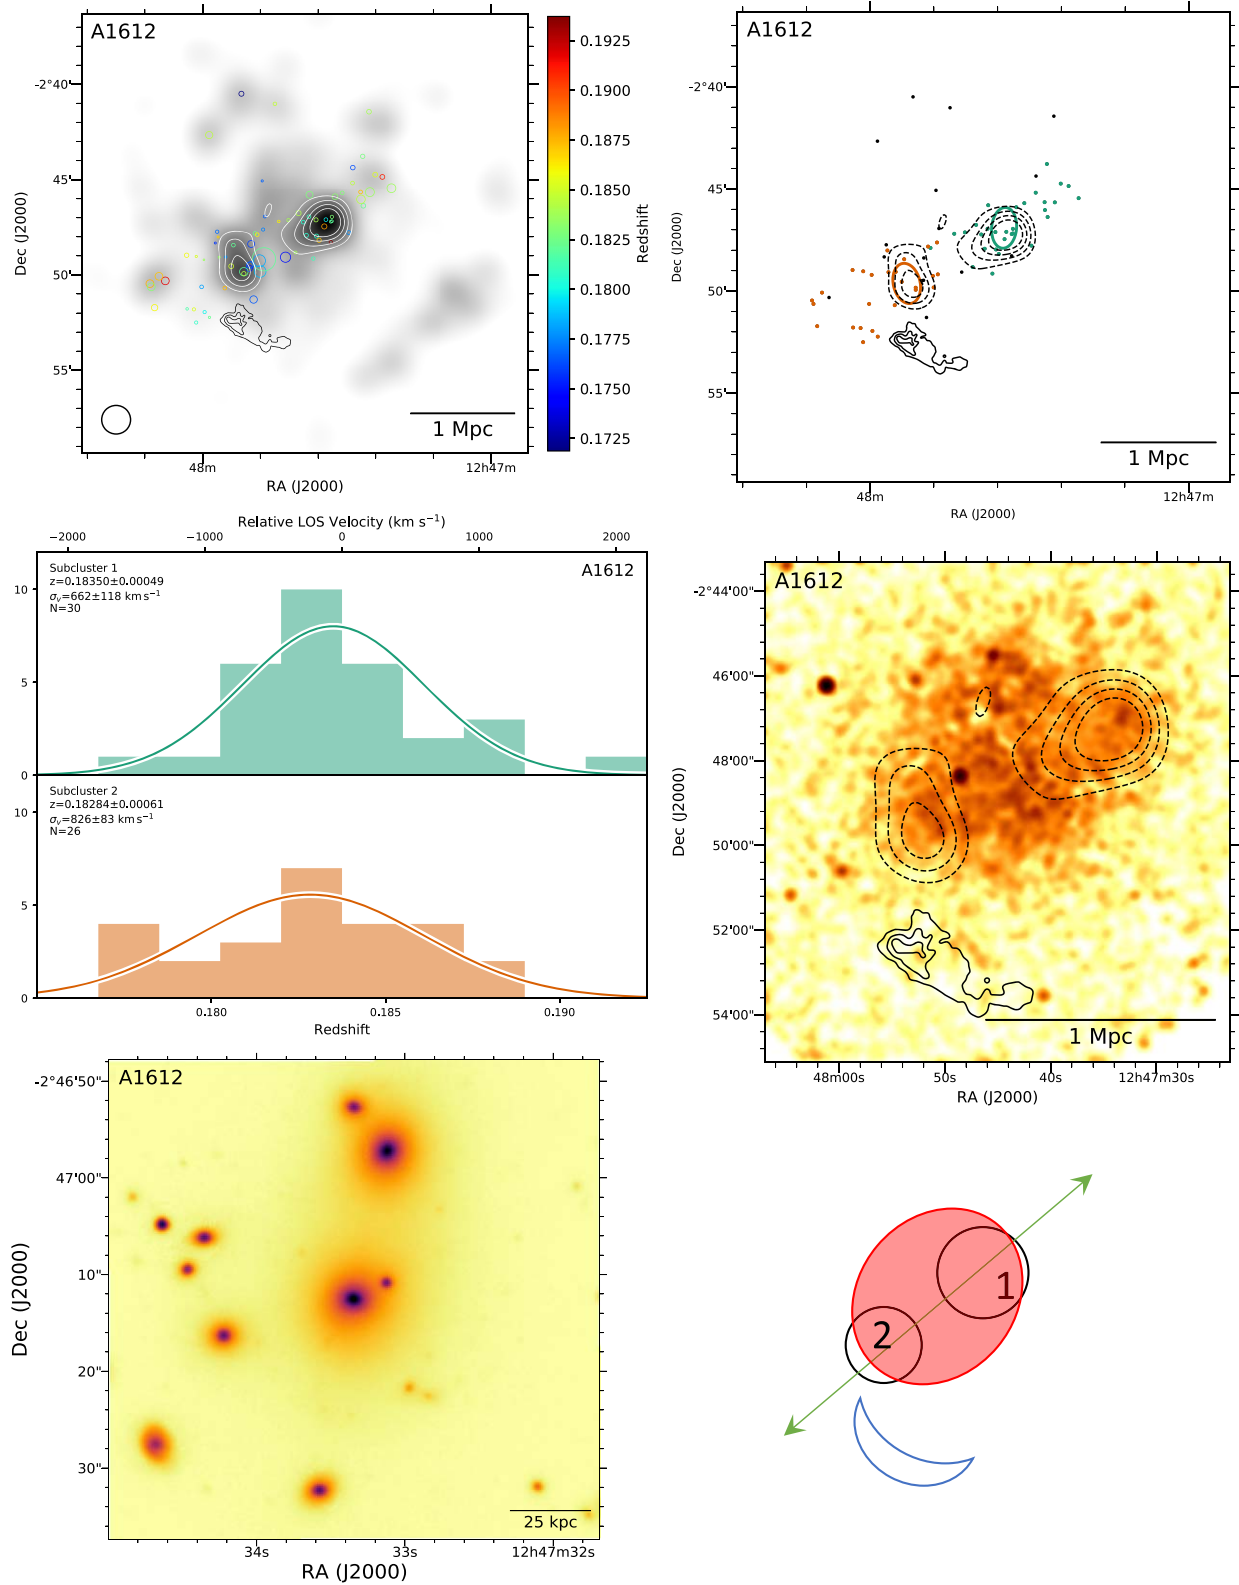 A1612
-2°40'
45'
50'
55'
Dec (J2000)
48m
12h47m
RA (J2000)
1 Mpc
0.1925
0.1900
0.1875
0.1850
0.1825
0.1800
0.1775
0.1750
0.1725
Redshift
A1612
-2°40'
45'
50'
55'
Dec (J2000)
48m
12h47m
RA (J2000)
1 Mpc
Relative LOS Velocity (km s⁻¹)
−2000 −1000 0 1000 2000
Subcluster 1
z=0.18350±0.00049
σᵥ=662±118 km s⁻¹
N=30
A1612
10
5
0
Subcluster 2
z=0.18284±0.00061
σᵥ=826±83 km s⁻¹
N=26
10
5
0
0.180 0.185 0.190
Redshift
A1612
-2°44'00"
46'00"
48'00"
50'00"
52'00"
54'00"
Dec (J2000)
1 Mpc
48m00s 50s 40s 12h47m30s
RA (J2000)
A1612
-2°46'50"
47'00"
10"
20"
30"
Dec (J2000)
25 kpc
34s 33s 12h47m32s
RA (J2000)
1
2